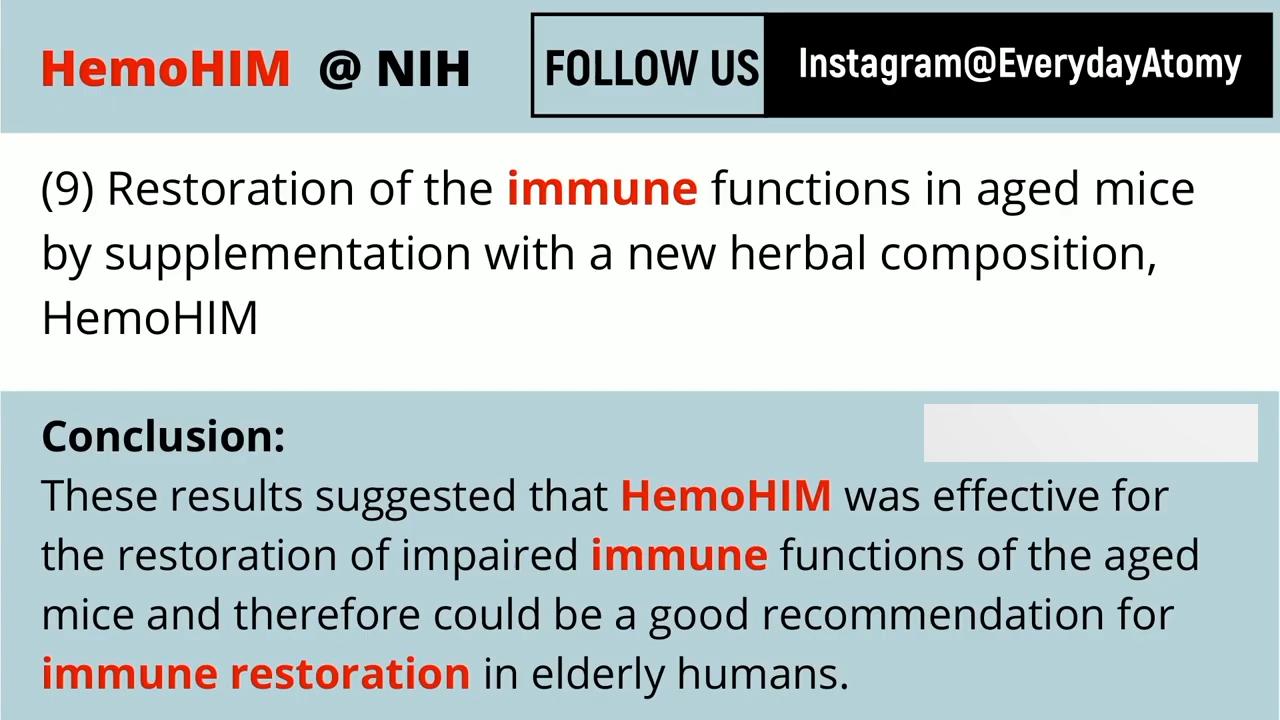 HemoHIM @ NIH
FOLLOW US
Instagram@EverydayAtomy
(9) Restoration of the immune functions in aged mice
by supplementation with a new herbal composition,
HemoHIM
Conclusion:
These results suggested that HemoHIM was effective for
the restoration of impaired immune functions of the aged
mice and therefore could be a good recommendation for
immune restoration in elderly humans.